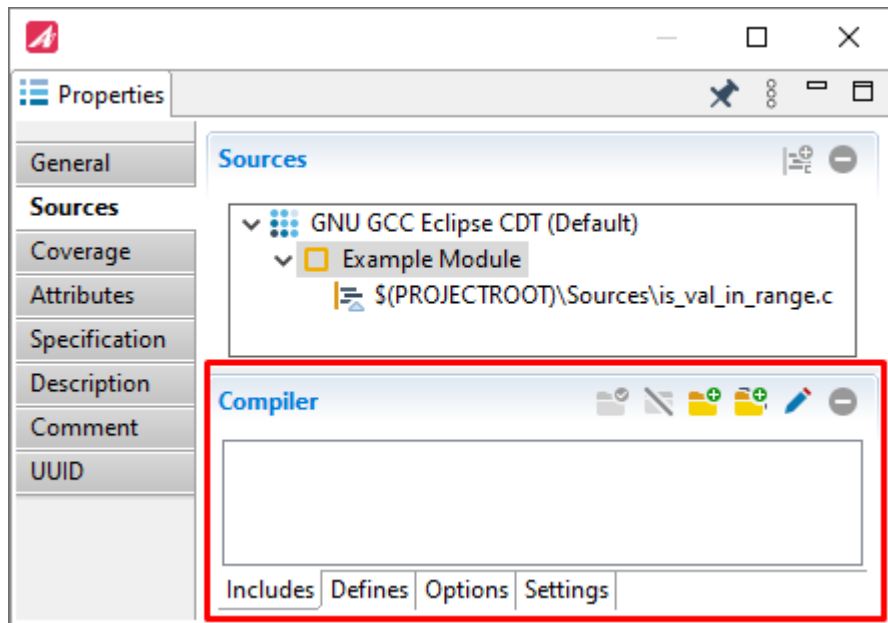 Properties
General
Sources
Coverage
Attributes
Specification
Description
Comment
UUID
Sources
GNU GCC Eclipse CDT (Default)
Example Module
$(PROJECTROOT)\Sources\is_val_in_range.c
Compiler
Includes Defines Options Settings